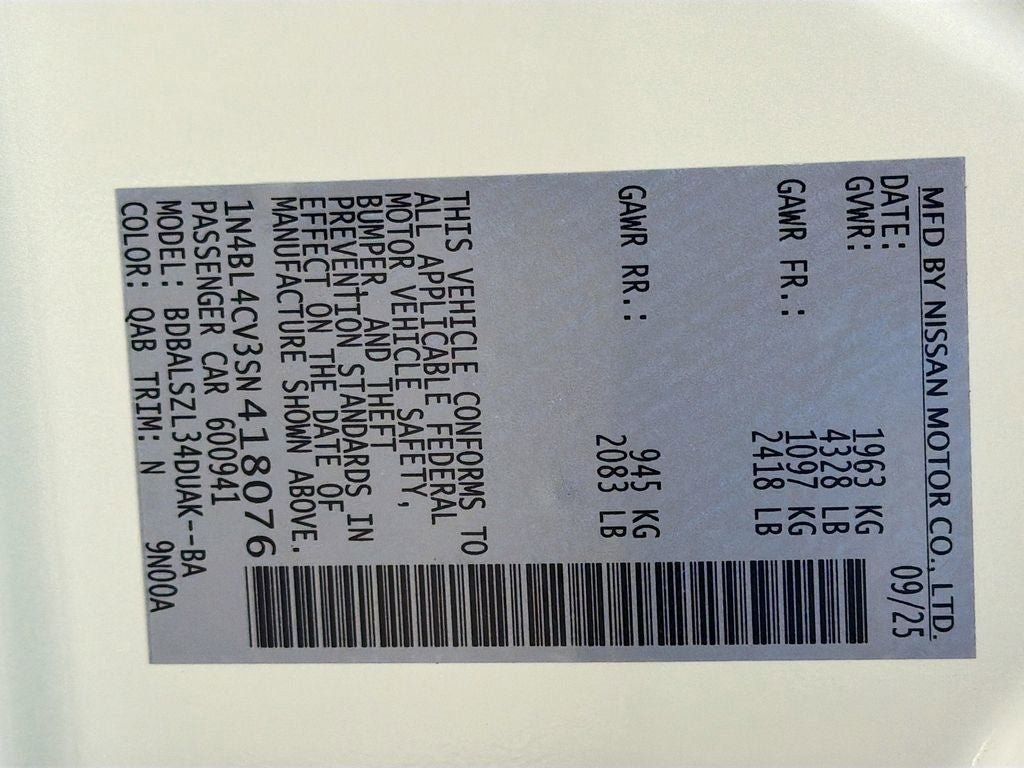 MFD BY NISSAN MOTOR CO., LTD.
DATE: 09/25
GVWR: 1963 KG
4328 LB
GAWR FR.: 1097 KG
2418 LB
GAWR RR.: 945 KG
2083 LB
THIS VEHICLE CONFORMS TO
ALL APPLICABLE FEDERAL
MOTOR VEHICLE SAFETY,
BUMPER, AND THEFT
PREVENTION STANDARDS IN
EFFECT ON THE DATE OF
MANUFACTURE SHOWN ABOVE.
1N4BL4CV3SN418076
PASSENGER CAR 600941
MODEL: BDBALSZL34DUAK--BA
COLOR: QAB TRIM: N 9N00A